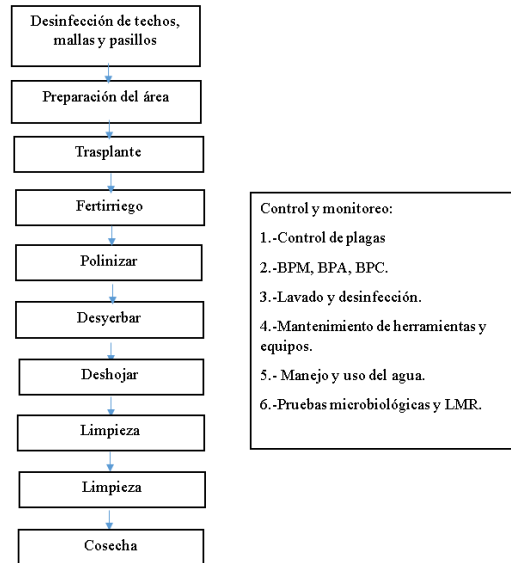 Desinfección de techos,
mallas y pasillos
Preparación del área
Trasplante
Fertirriego
Polinizar
Desyerbar
Deshojar
Limpieza
Limpieza
Cosecha
Control y monitoreo:
1.-Control de plagas
2.-BPM, BPA, BPC.
3.-Lavado y desinfección.
4.-Mantenimiento de herramientas y
equipos.
5.- Manejo y uso del agua.
6.-Pruebas microbiológicas y LMR.